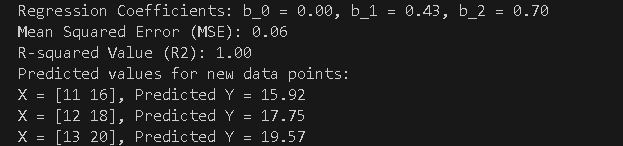 Regression Coefficients: b_0 = 0.00, b_1 = 0.43, b_2 = 0.70
Mean Squared Error (MSE): 0.06
R-squared Value (R2): 1.00
Predicted values for new data points:
X = [11 16], Predicted Y = 15.92
X = [12 18], Predicted Y = 17.75
X = [13 20], Predicted Y = 19.57